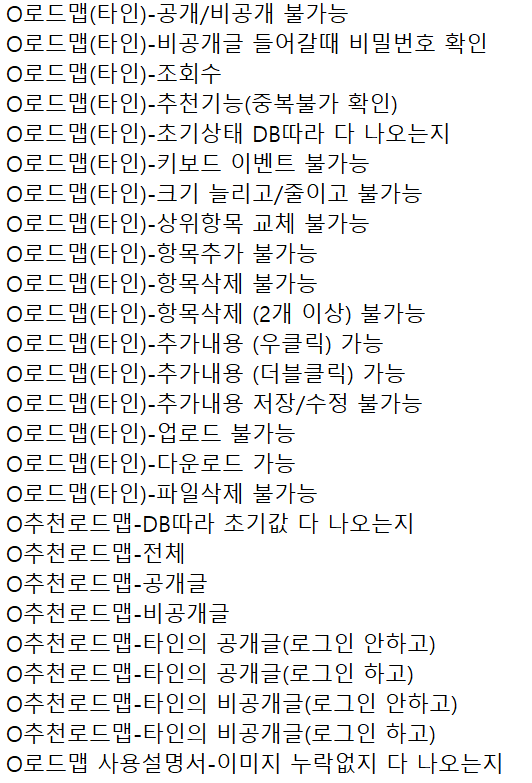 O로드맵(타인)-공개/비공개 불가능
O로드맵(타인)-비공개글 들어갈때 비밀번호 확인
O로드맵(타인)-조회수
O로드맵(타인)-추천기능(중복불가 확인)
O로드맵(타인)-초기상태 DB따라 다 나오는지
O로드맵(타인)-키보드 이벤트 불가능
O로드맵(타인)-크기 늘리고/줄이고 불가능
O로드맵(타인)-상위항목 교체 불가능
O로드맵(타인)-항목추가 불가능
O로드맵(타인)-항목삭제 불가능
O로드맵(타인)-항목삭제 (2개 이상) 불가능
O로드맵(타인)-추가내용 (우클릭) 가능
O로드맵(타인)-추가내용 (더블클릭) 가능
O로드맵(타인)-추가내용 저장/수정 불가능
O로드맵(타인)-업로드 불가능
O로드맵(타인)-다운로드 가능
O로드맵(타인)-파일삭제 불가능
O추천로드맵-DB따라 초기값 다 나오는지
O추천로드맵-전체
O추천로드맵-공개글
O추천로드맵-비공개글
O추천로드맵-타인의 공개글(로그인 안하고)
O추천로드맵-타인의 공개글(로그인 하고)
O추천로드맵-타인의 비공개글(로그인 안하고)
O추천로드맵-타인의 비공개글(로그인 하고)
O로드맵 사용설명서-이미지 누락없지 다 나오는지